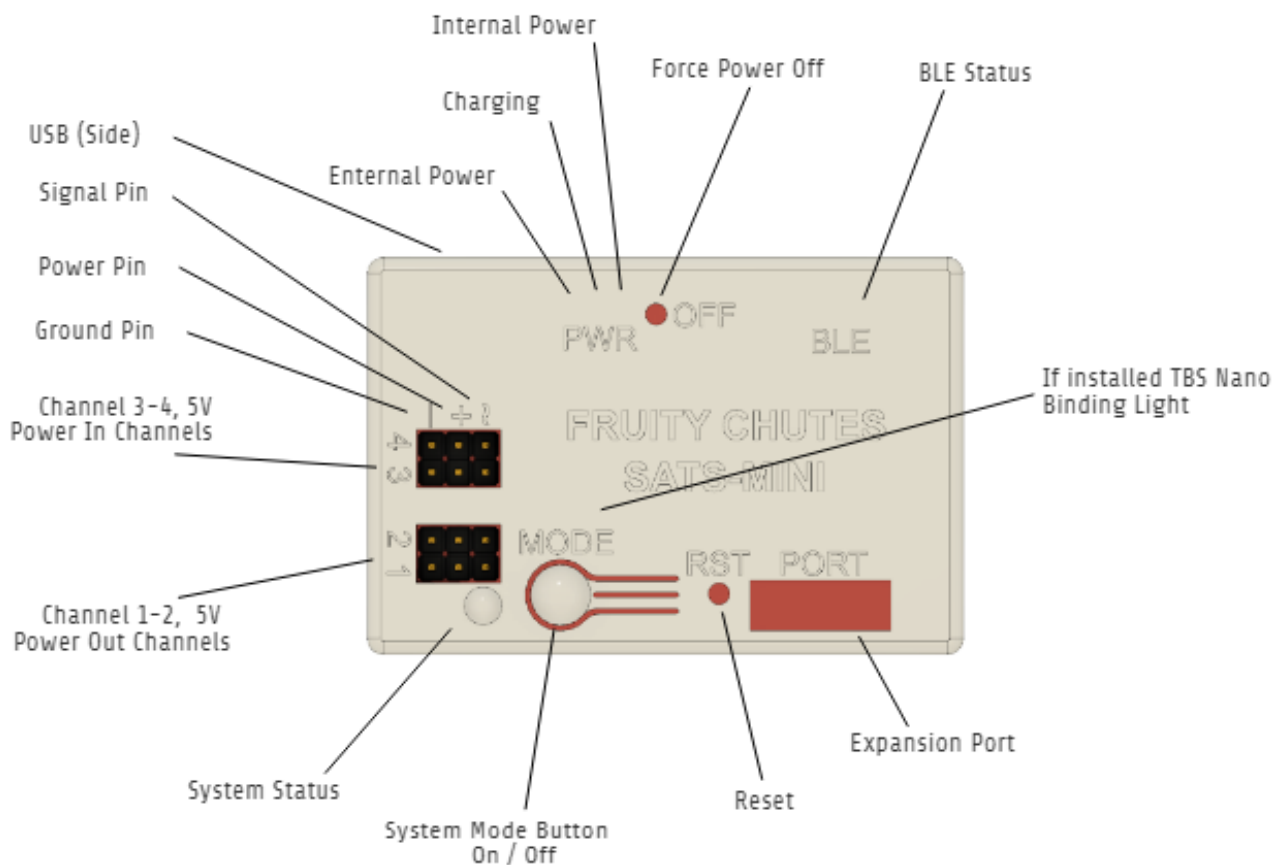 Internal Power
Force Power Off
BLE Status
Charging
USB (Side)
Enternal Power
Signal Pin
Power Pin
Ground Pin
PWR
OFF
BLE
If installed TBS Nano
Binding Light
Channel 3-4, 5V
Power In Channels
- + ~
4
3
FRUITY CHUTES
SATS-MINI
2
1
MODE
RST
PORT
Channel 1-2, 5V
Power Out Channels
System Status
System Mode Button
On / Off
Reset
Expansion Port